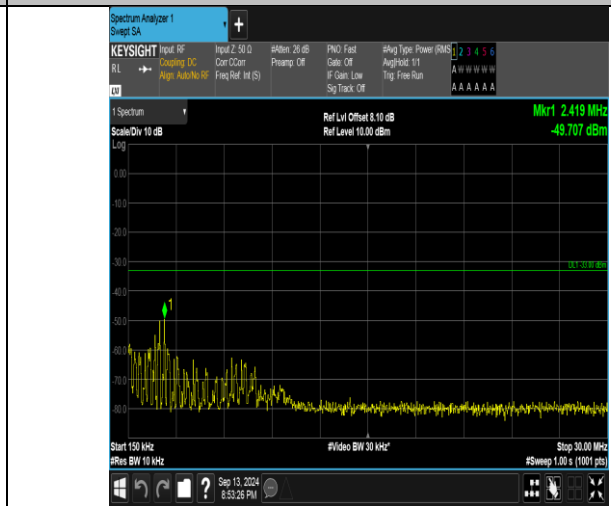 Spectrum Analyzer 1
Swept SA
+
KEYSIGHT Input: RF Input Z: 50 Ω #Atten: 26 dB PNO: Fast #Avg Type: Power (RMS 1 2 3 4 5 6
RL Coupling: DC Corr CCorr Preamp: Off Gate: Off Avg|Hold: 1/1 A W W W W W
Align: Auto/No RF Freq Ref: Int (S) IF Gain: Low Trig: Free Run
LXI Sig Track: Off A A A A A A
1 Spectrum Ref Lvl Offset 8.10 dB Mkr1 2.419 MHz
Scale/Div 10 dB Ref Level 10.00 dBm -49.707 dBm
Log
0.00
-10.0
-20.0
-30.0
DL1 -33.00 dBm
-40.0
1
-50.0
-60.0
-70.0
-80.0
Start 150 kHz #Video BW 30 kHz* Stop 30.00 MHz
#Res BW 10 kHz #Sweep 1.00 s (1001 pts)
? Sep 13, 2024
8:53:26 PM